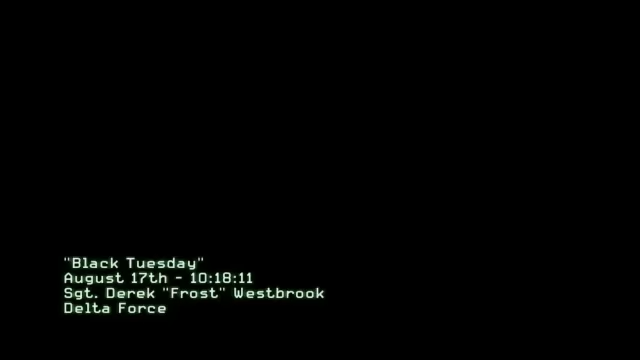 "Black Tuesday"
August 17th - 10:18:11
Sgt. Derek "Frost" Westbrook
Delta Force